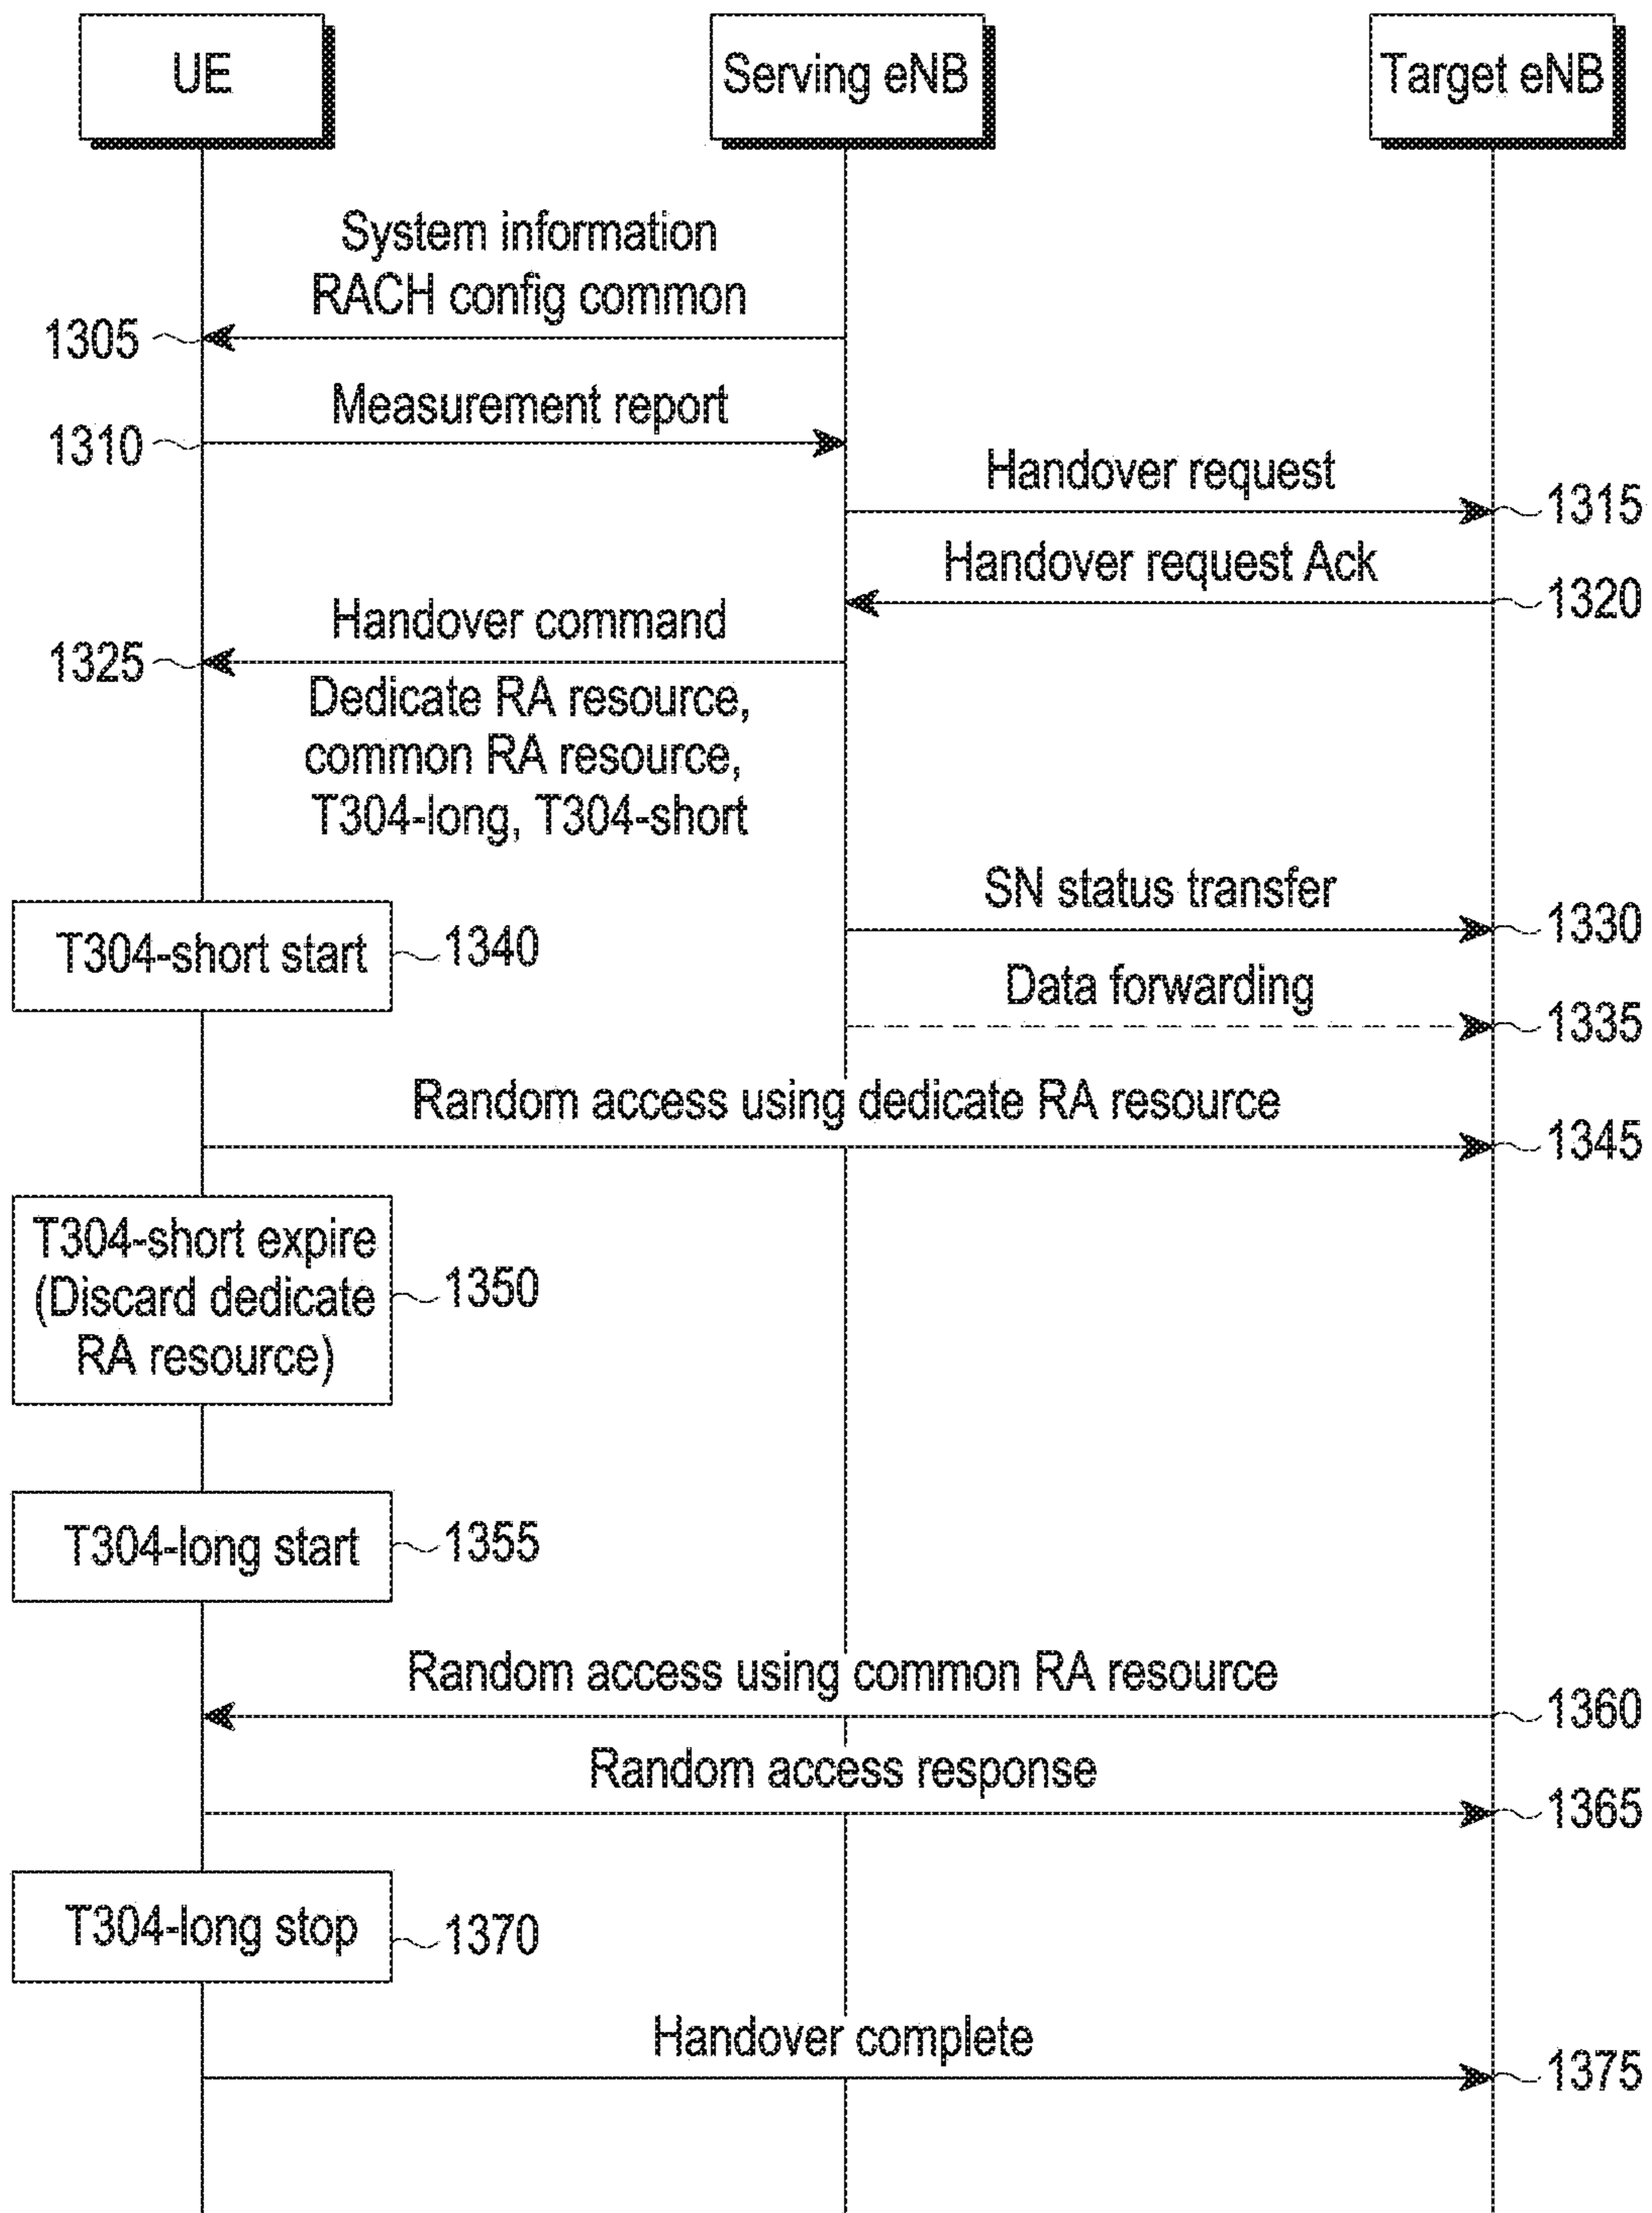 UE
Serving eNB
Target eNB
System information
RACH config common
1305
Measurement report
1310
Handover request
1315
Handover request Ack
1320
Handover command
1325
Dedicate RA resource,
common RA resource,
T304-long, T304-short
SN status transfer
1330
T304-short start
1340
Data forwarding
1335
Random access using dedicate RA resource
1345
T304-short expire
(Discard dedicate
RA resource)
1350
T304-long start
1355
Random access using common RA resource
1360
Random access response
1365
T304-long stop
1370
Handover complete
1375